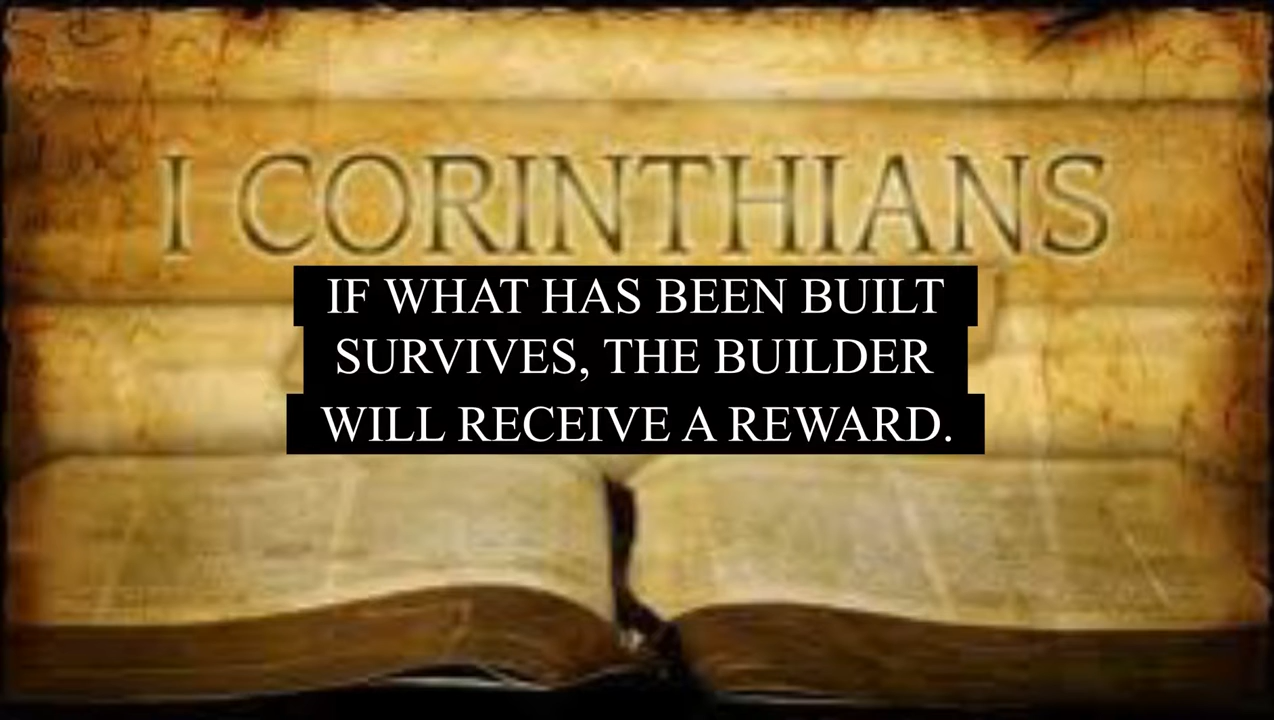 I CORINTHIANS
IF WHAT HAS BEEN BUILT
SURVIVES, THE BUILDER
WILL RECEIVE A REWARD.